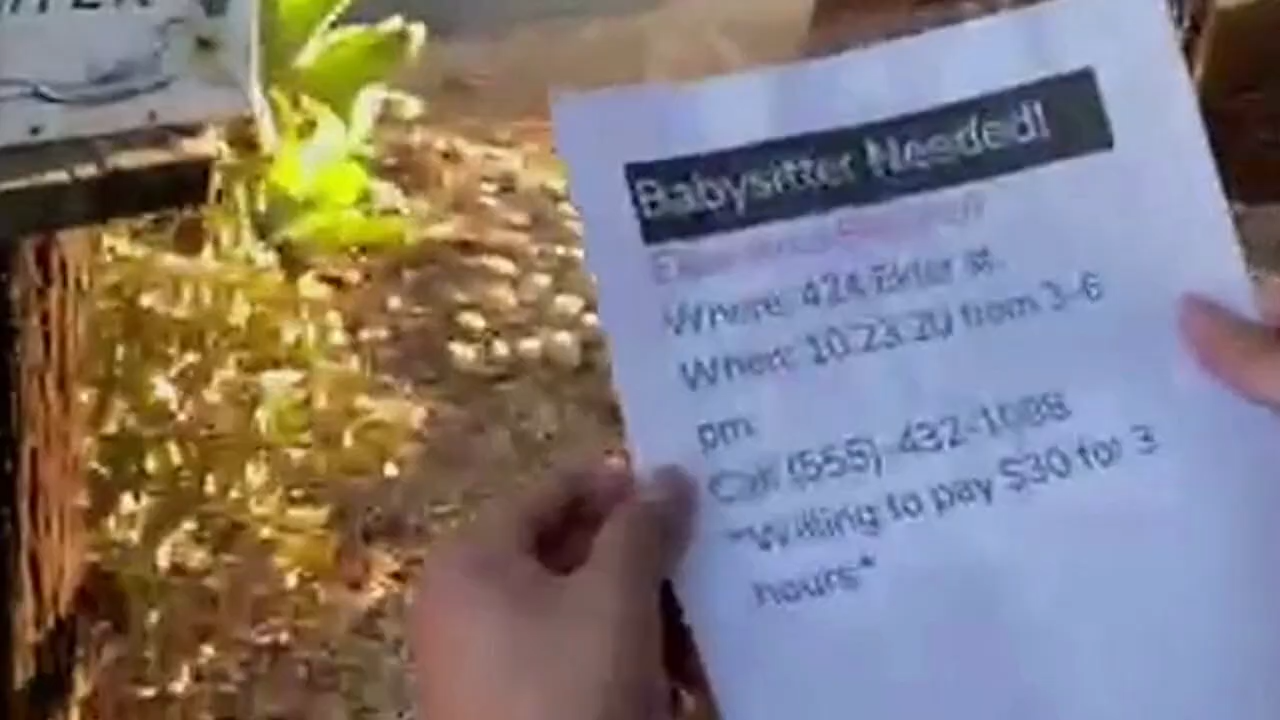 Babysitter Needed!
Where: 424 Elder st.
When: 10.23.20 from 3-6
pm
Call (555) 432-1088
*Willing to pay $30 for 3
hours*